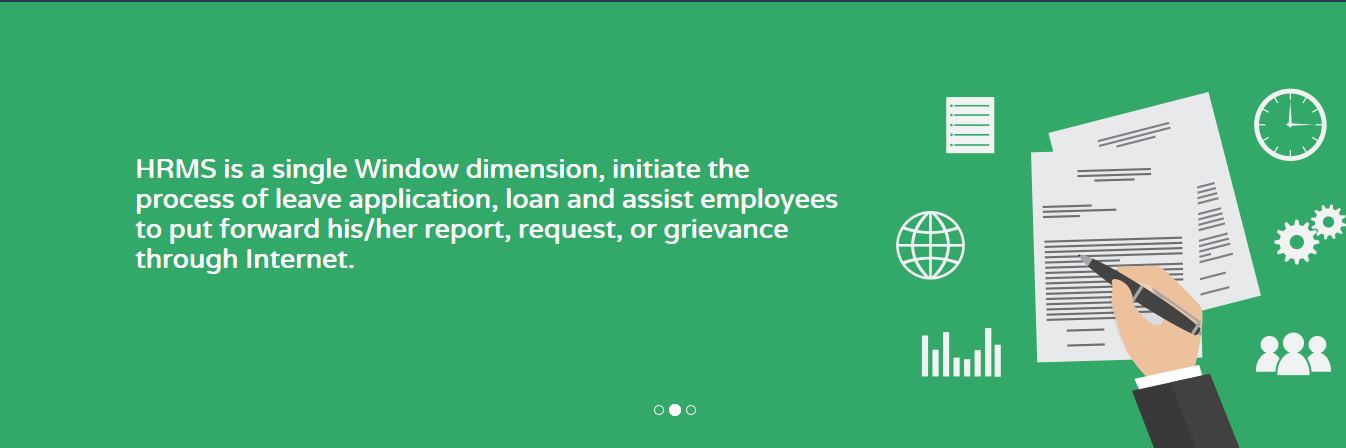 HRMS is a single Window dimension, initiate the
process of leave application, loan and assist employees
to put forward his/her report, request, or grievance
through Internet.